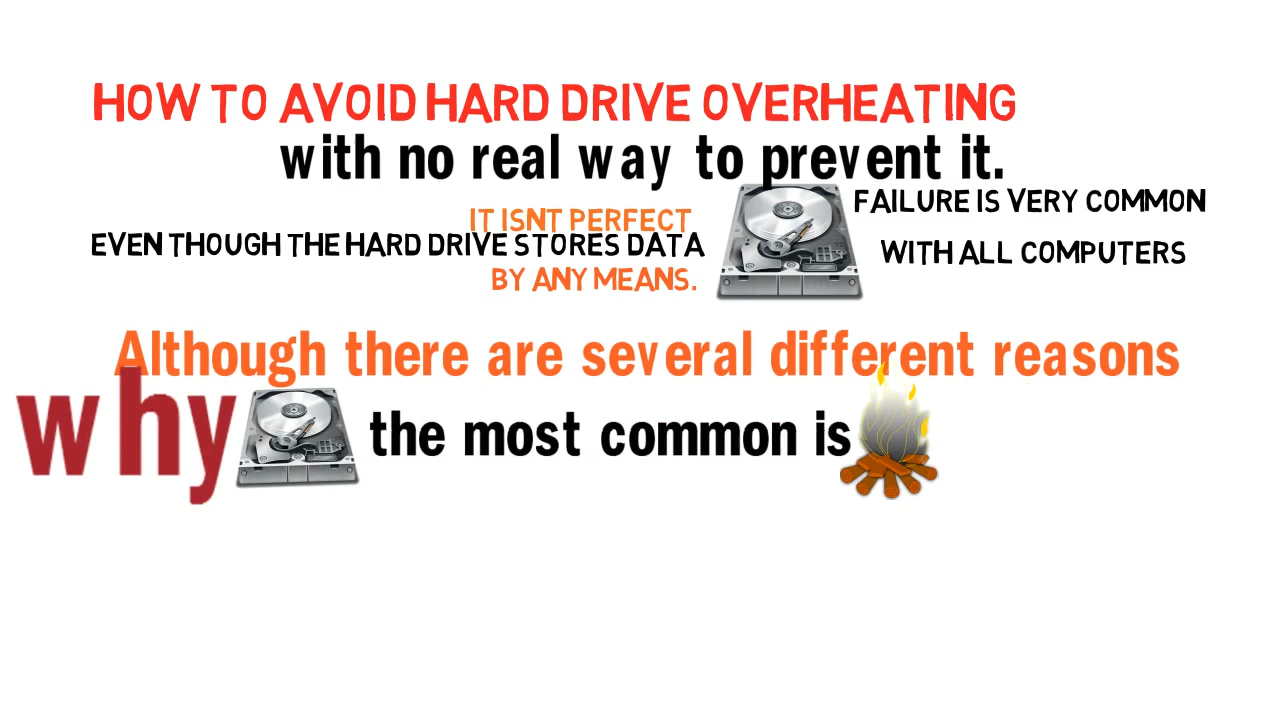 HOW TO AVOID HARD DRIVE OVERHEATING
with no real way to prevent it.
IT ISNT PERFECT
EVEN THOUGH THE HARD DRIVE STORES DATA
BY ANY MEANS.
FAILURE IS VERY COMMON
WITH ALL COMPUTERS
Although there are several different reasons
why the most common is